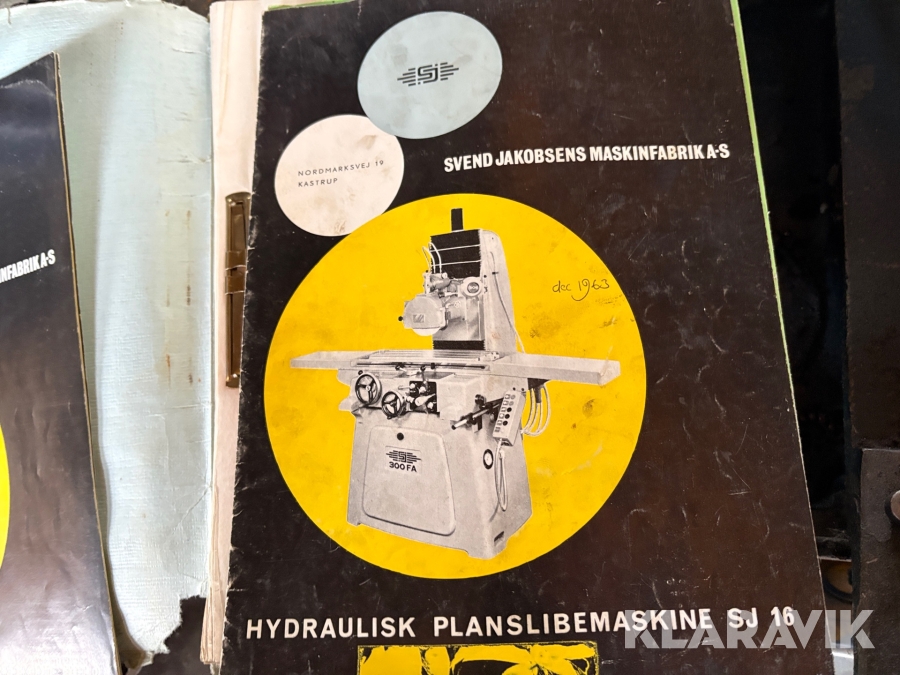 SJ
NORDMARKSVEJ 19
KASTRUP
SVEND JAKOBSENS MASKINFABRIK A-S
NFABRIK A-S
dec 1963
SJ
300 FA
HYDRAULISK PLANSLIBEMASKINE SJ 16
KLARAVIK